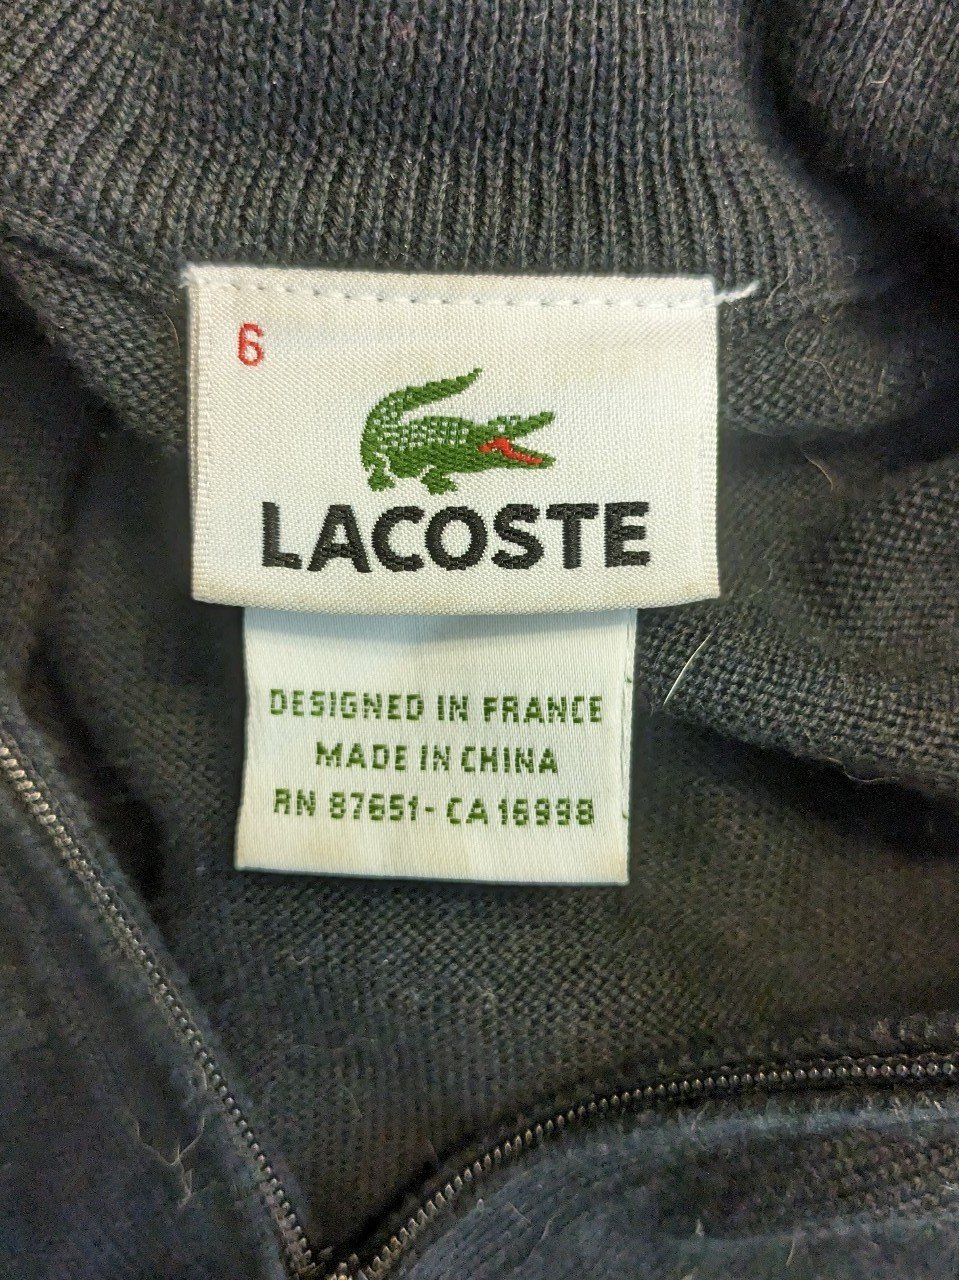 6
LACOSTE
DESIGNED IN FRANCE
MADE IN CHINA
RN 87651 - CA 16998